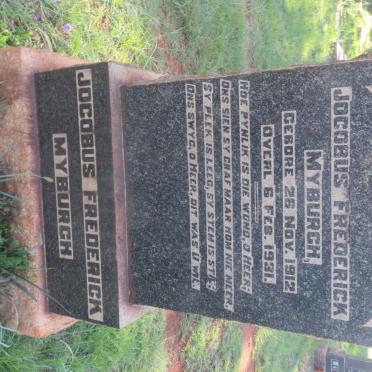 JOCOBUS FREDERICK
MYBURGH,
GEBORE 26 NOV. 1912
OVERL. 6 FEB. 1931.
HOE PYNLIK IS DIE WOND, O HEER,
ONS SIEN SY GRAF MAAR HOM NIE MEER,
SY PLEK IS LEEG, SY STEM IS STIL
ONS SWYG, O HEER, DIT WAS U WIL.
JOCOBUS FREDERICK
MYBURGH